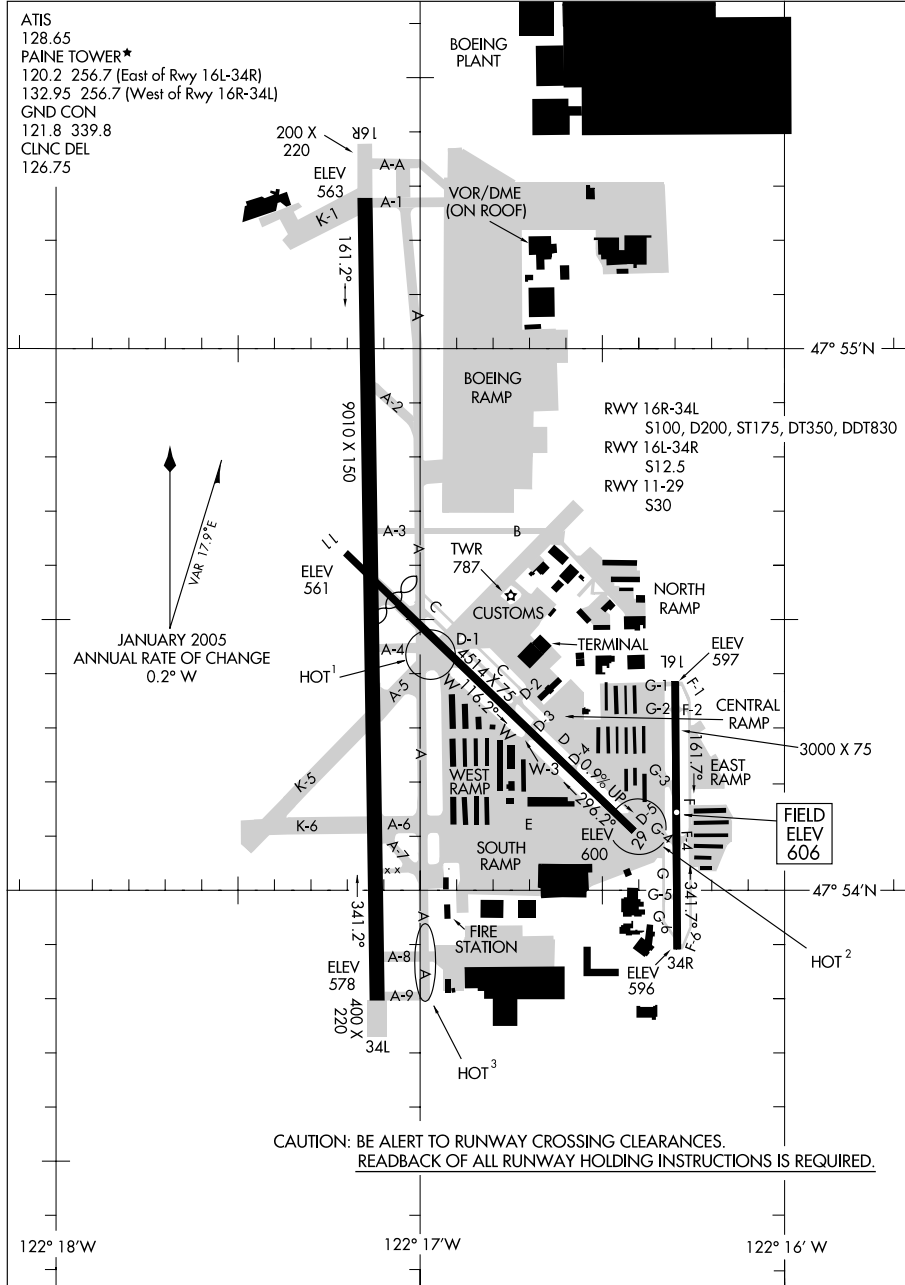 ATIS
128.65
PAINE TOWER★
120.2 256.7 (East of Rwy 16L-34R)
132.95 256.7 (West of Rwy 16R-34L)
GND CON
121.8 339.8
CLNC DEL
126.75
BOEING
PLANT
200 X
220
16R
ELEV
563
A-A
A-1
K-1
VOR/DME
(ON ROOF)
161.2°
A
47° 55'N
BOEING
RAMP
A-2
9010 X 150
RWY 16R-34L
S100, D200, ST175, DT350, DDT830
RWY 16L-34R
S12.5
RWY 11-29
S30
VAR 17.9°E
JANUARY 2005
ANNUAL RATE OF CHANGE
0.2° W
A-3
B
A
11
ELEV
561
TWR
787
CUSTOMS
NORTH
RAMP
C
D-1
TERMINAL
A-4
HOT1
4514 X 75
C
116.2°
W
W
A-5
A
D-2
D-3
D
D-4
0.9% UP
W-3
296.2°
D-5
29
16L
ELEV
597
G-1
F-1
G-2
F-2
CENTRAL
RAMP
3000 X 75
161.7°
G-3
EAST
RAMP
F
WEST
RAMP
K-5
K-6
A-6
A-7
x x
E
SOUTH
RAMP
ELEV
600
G-4
F-4
FIELD
ELEV
606
47° 54'N
G
G-5
G-6
341.7°
F-6
34R
ELEV
596
HOT 2
341.2°
A
FIRE
STATION
A-8
A
ELEV
578
A-9
400 X
220
34L
HOT3
CAUTION: BE ALERT TO RUNWAY CROSSING CLEARANCES.
READBACK OF ALL RUNWAY HOLDING INSTRUCTIONS IS REQUIRED.
122° 18'W
122° 17'W
122° 16' W